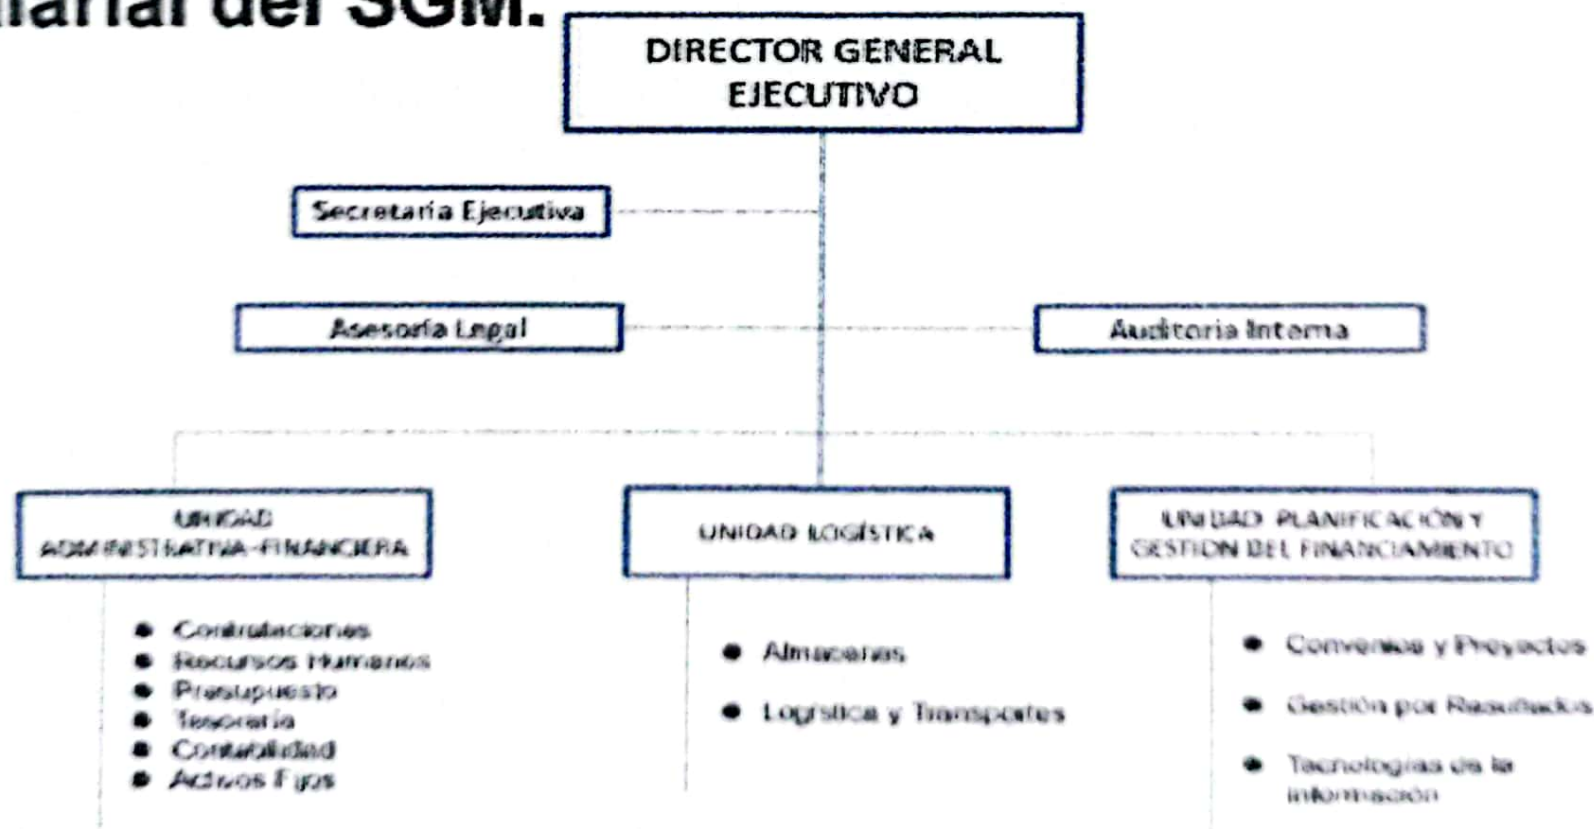 del SGM.
DIRECTOR GENERAL
EJECUTIVO
Secretaría Ejecutiva
Asesoría Legal
Auditoria Interna
UNIDAD
ADMINISTRATIVA-FINANCIERA
UNIDAD LOGÍSTICA
UNIDAD PLANIFICACIÓN Y
GESTION DEL FINANCIAMIENTO
● Contrataciones
● Recursos Humanos
● Presupuesto
● Tesorería
● Contabilidad
● Activos Fijos
● Almacenes
● Logística y Transportes
● Convenios y Proyectos
● Gestión por Resultados
● Tecnologías de la
información